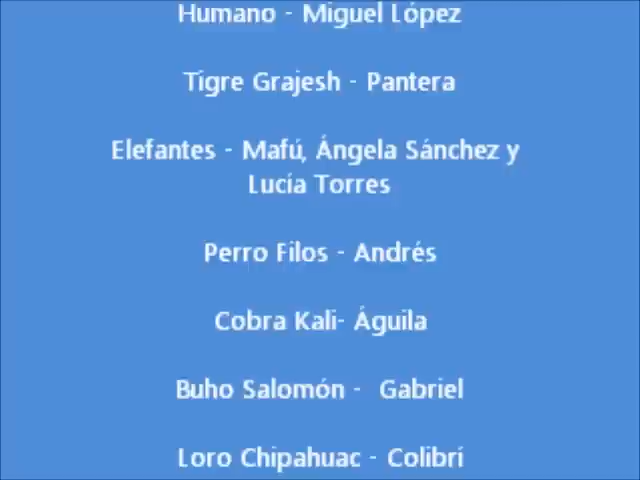 Humano - Miguel López
Tigre Grajesh - Pantera
Elefantes - Mafú, Ángela Sánchez y
Lucía Torres
Perro Filos - Andrés
Cobra Kali- Águila
Buho Salomón -  Gabriel
Loro Chipahuac - Colibrí